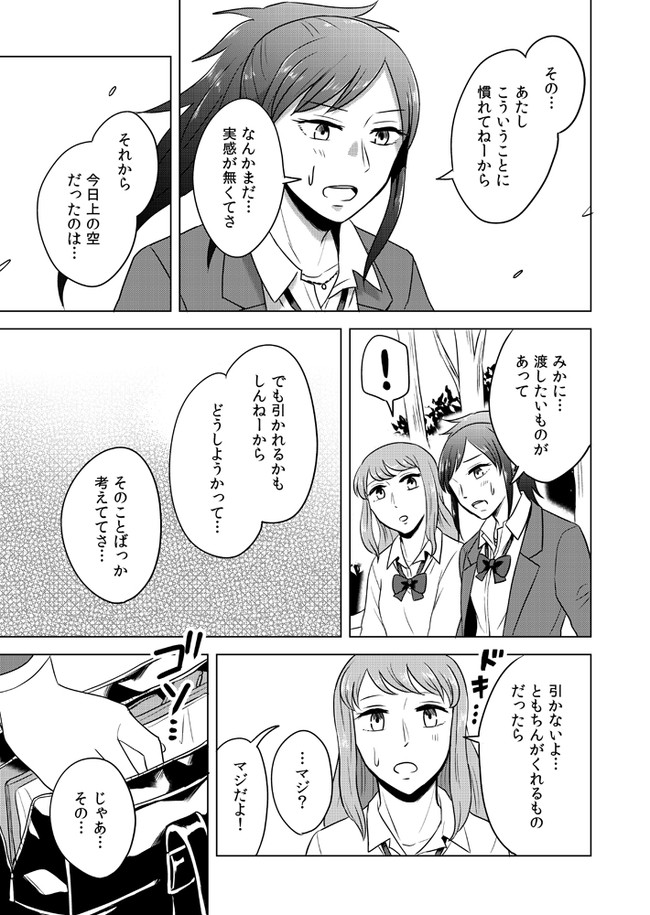 その…
あたし
こういうことに
慣れてねーから
なんかまだ…
実感が無くてさ
それから
今日上の空
だったのは…
みかに…
渡したいものが
あって
！
でも引かれるかも
しんねーから
どうしようかって…
そのことばっか
考えててさ…
ドキ…
引かないよ…
ともちんがくれるもの
だったら
…マジ？
マジだよ！
ゴソ…
じゃあ…
その…